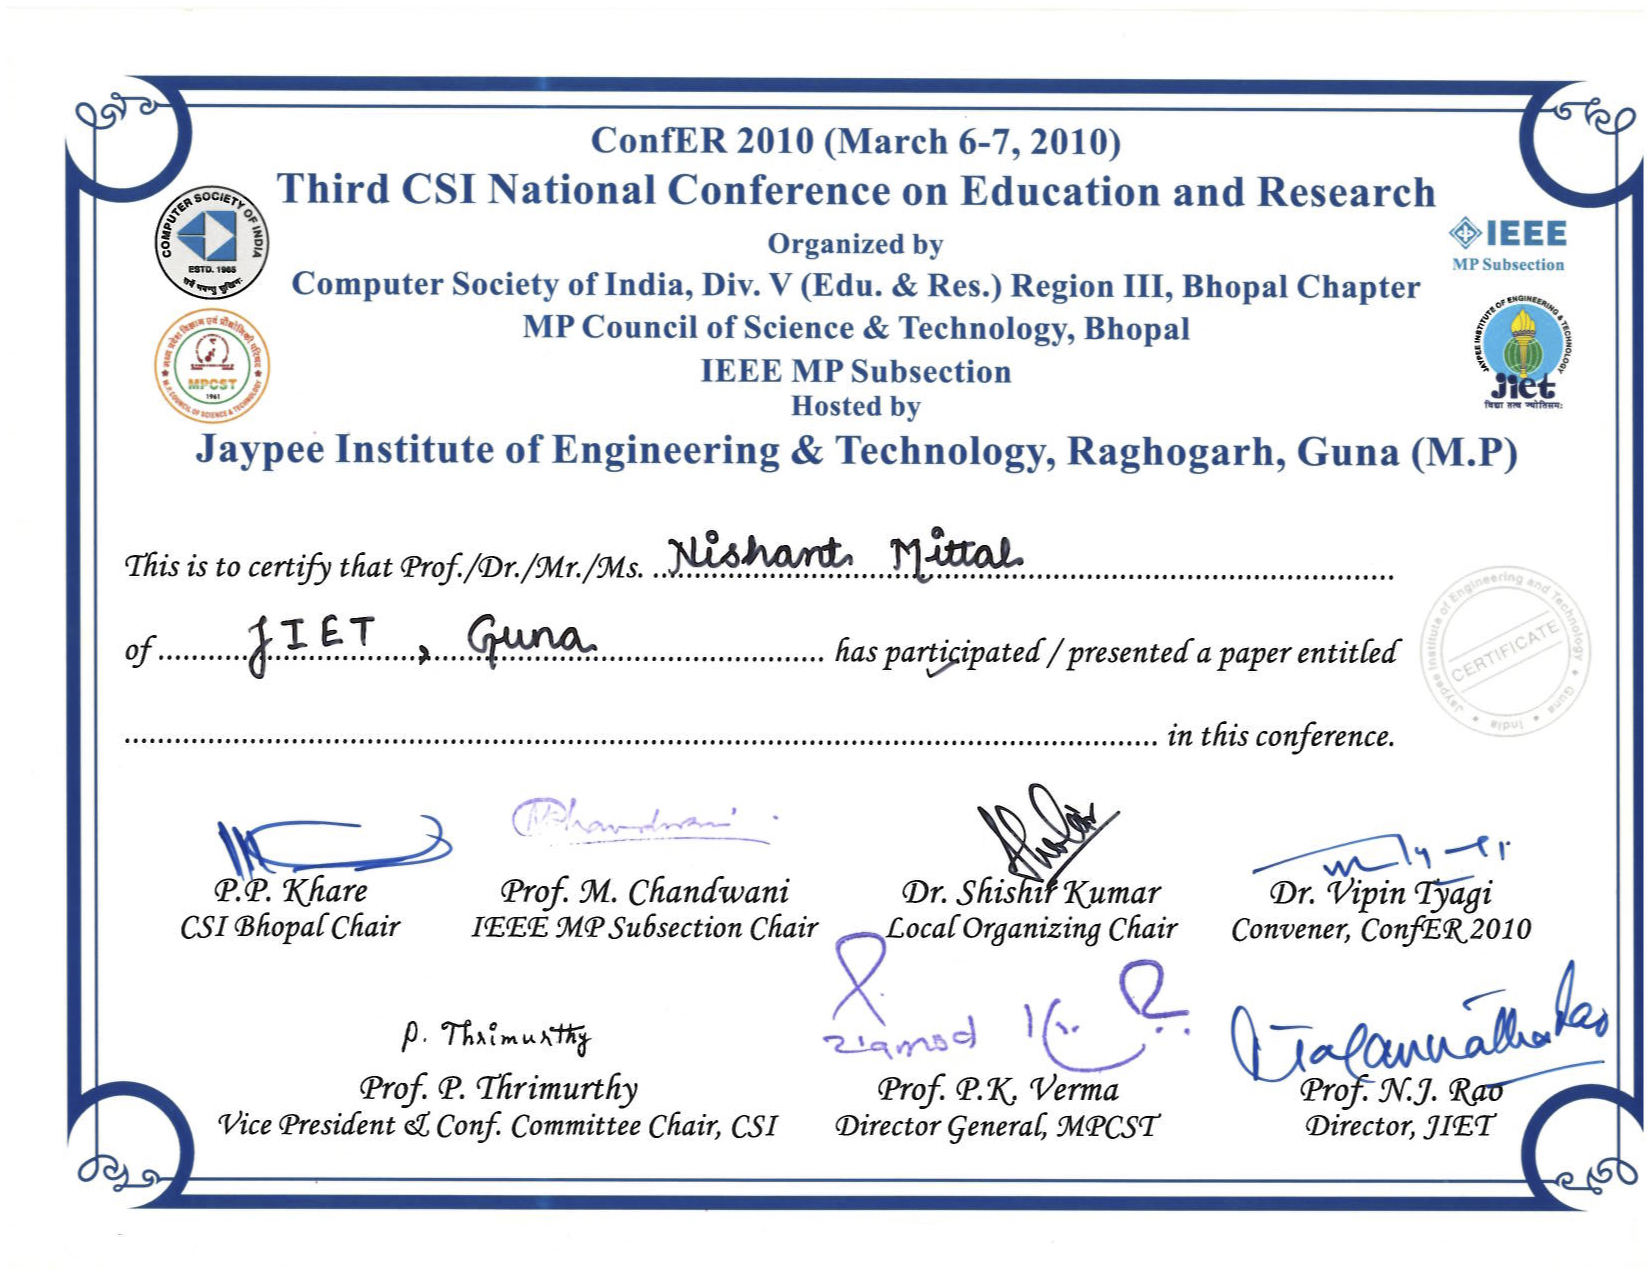 ConfER 2010 (March 6-7, 2010)
Third CSI National Conference on Education and Research
Organized by
Computer Society of India, Div. V (Edu. & Res.) Region III, Bhopal Chapter
MP Council of Science & Technology, Bhopal
IEEE MP Subsection
Hosted by
Jaypee Institute of Engineering & Technology, Raghogarh, Guna (M.P)
COMPUTER SOCIETY OF INDIA
ESTD. 1965
MPCST
1961
M.P. COUNCIL OF SCIENCE & TECHNOLOGY
IEEE
MP Subsection
JAYPEE INSTITUTE OF ENGINEERING & TECHNOLOGY
jiet
This is to certify that Prof./Dr./Mr./Ms. Nishant Mittal
of JIET, Guna has participated / presented a paper entitled
in this conference.
Jaypee Institute of Engineering and Technology
CERTIFICATE
Guna India
P.P. Khare
CSI Bhopal Chair
Prof. M. Chandwani
IEEE MP Subsection Chair
Dr. Shishir Kumar
Local Organizing Chair
Dr. Vipin Tyagi
Convener, ConfER 2010
P. Thrimurthy
Prof. P. Thrimurthy
Vice President & Conf. Committee Chair, CSI
Prof. P.K. Verma
Director General, MPCST
Prof. N.J. Rao
Director, JIET